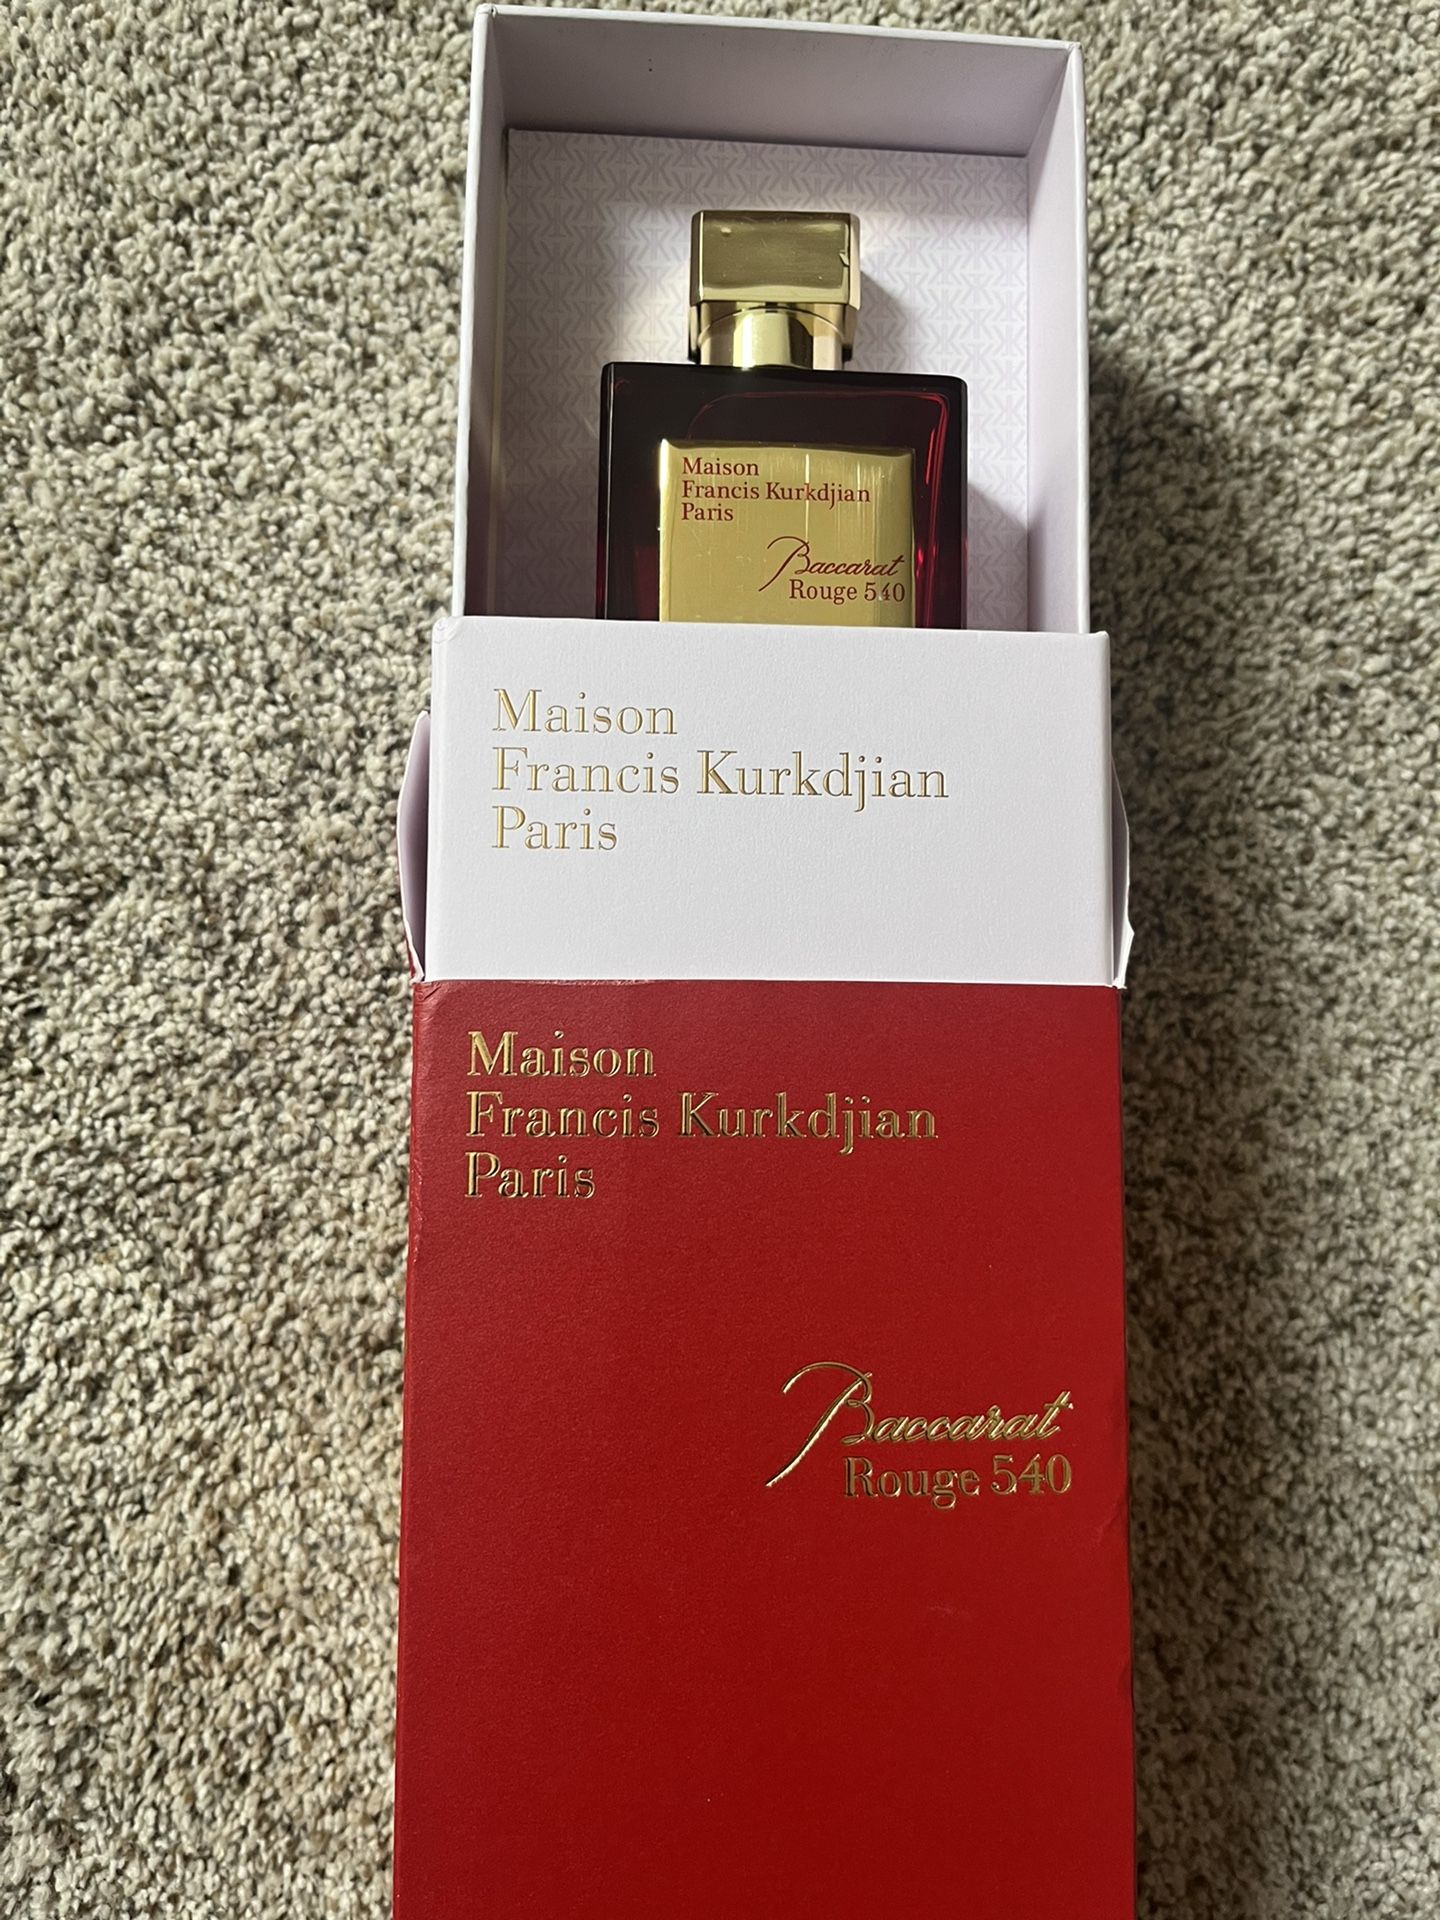 Maison
Francis Kurkdjian
Paris
Baccarat
Rouge 540
Maison
Francis Kurkdjian
Paris
Maison
Francis Kurkdjian
Paris
Baccarat
Rouge 540